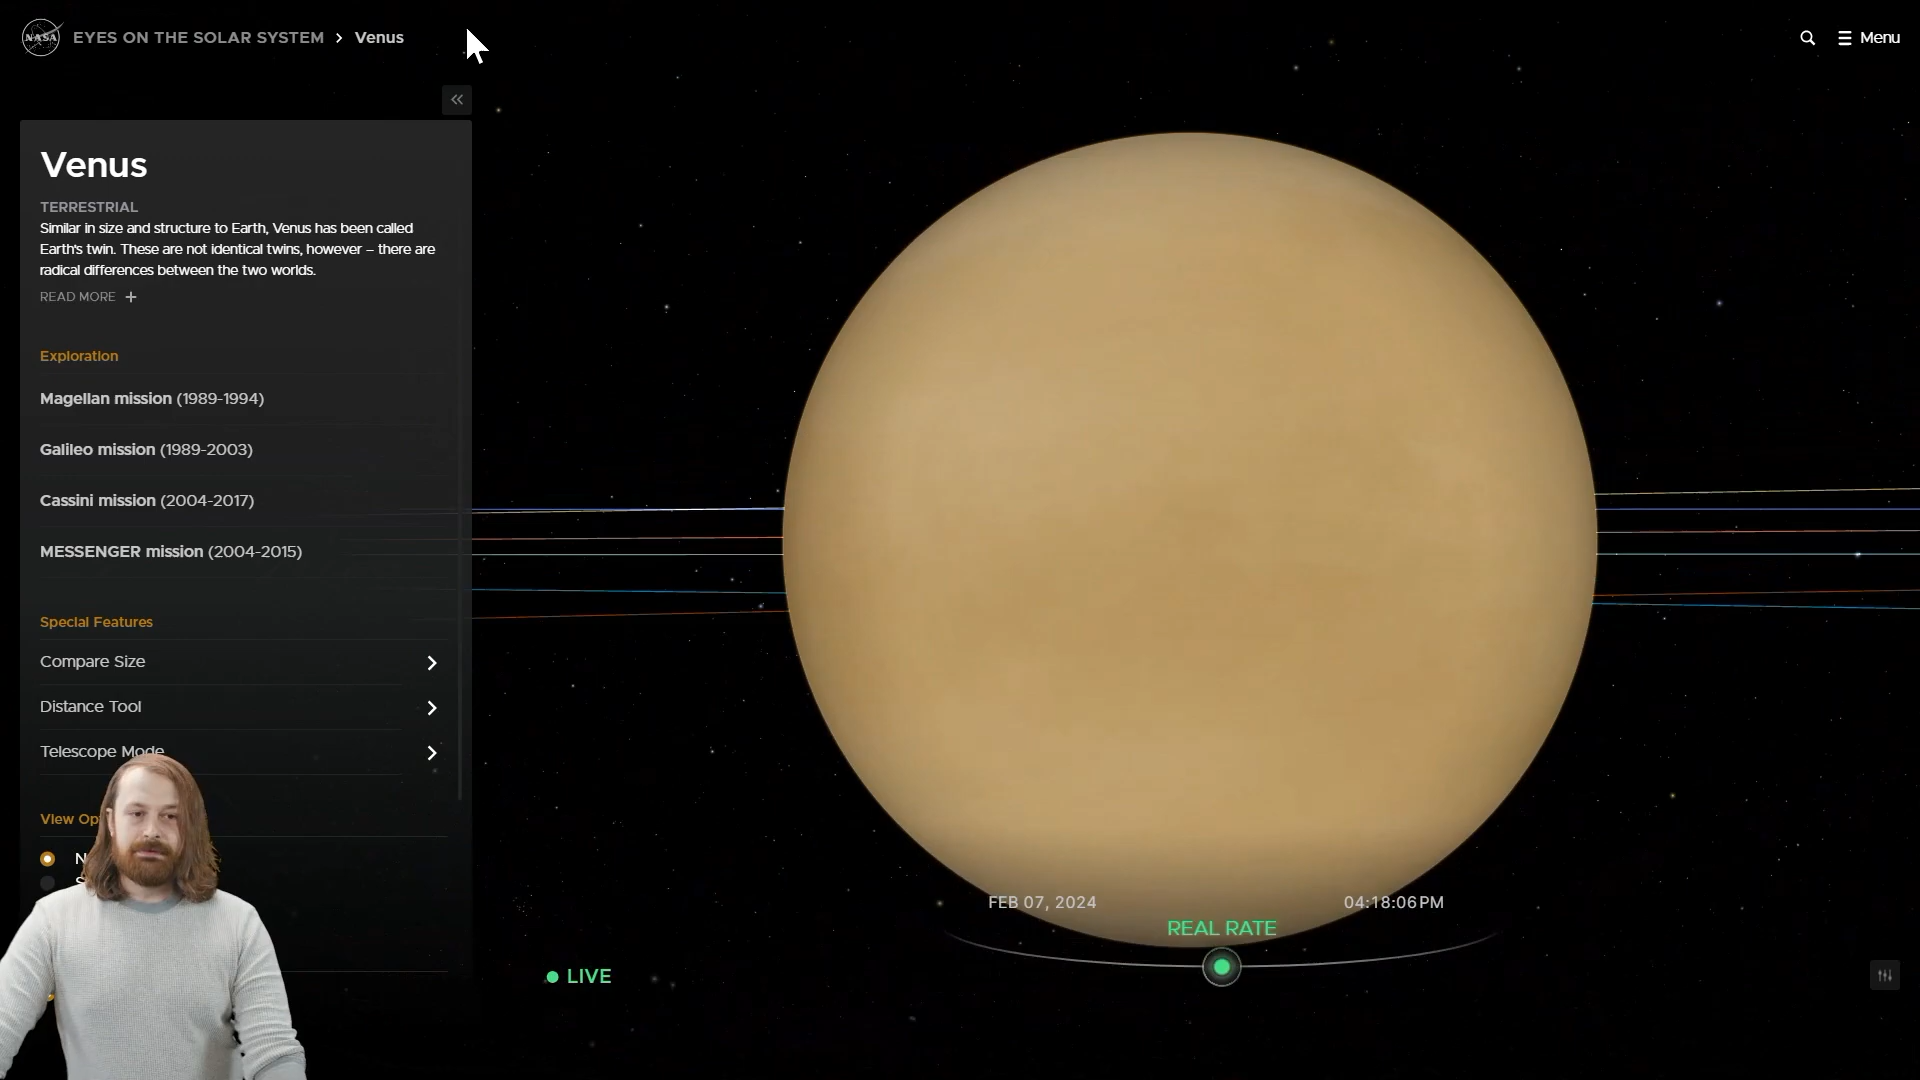 NASA
EYES ON THE SOLAR SYSTEM > Venus
Menu
Venus
TERRESTRIAL
Similar in size and structure to Earth, Venus has been called
Earth's twin. These are not identical twins, however – there are
radical differences between the two worlds.
READ MORE +
Exploration
Magellan mission (1989-1994)
Galileo mission (1989-2003)
Cassini mission (2004-2017)
MESSENGER mission (2004-2015)
Special Features
Compare Size
Distance Tool
Telescope Mode
View Op
FEB 07, 2024
04:18:06PM
REAL RATE
LIVE